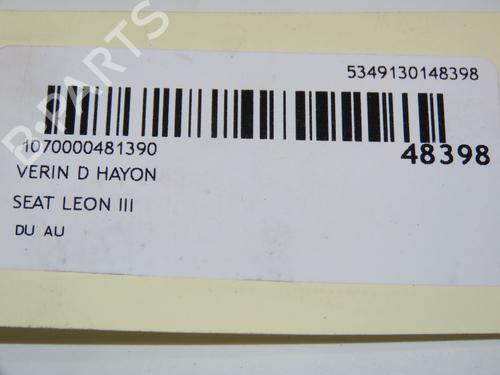 5349130148398
1070000481390
48398
VERIN D HAYON
SEAT LEON III
DU AU
B-PARTS